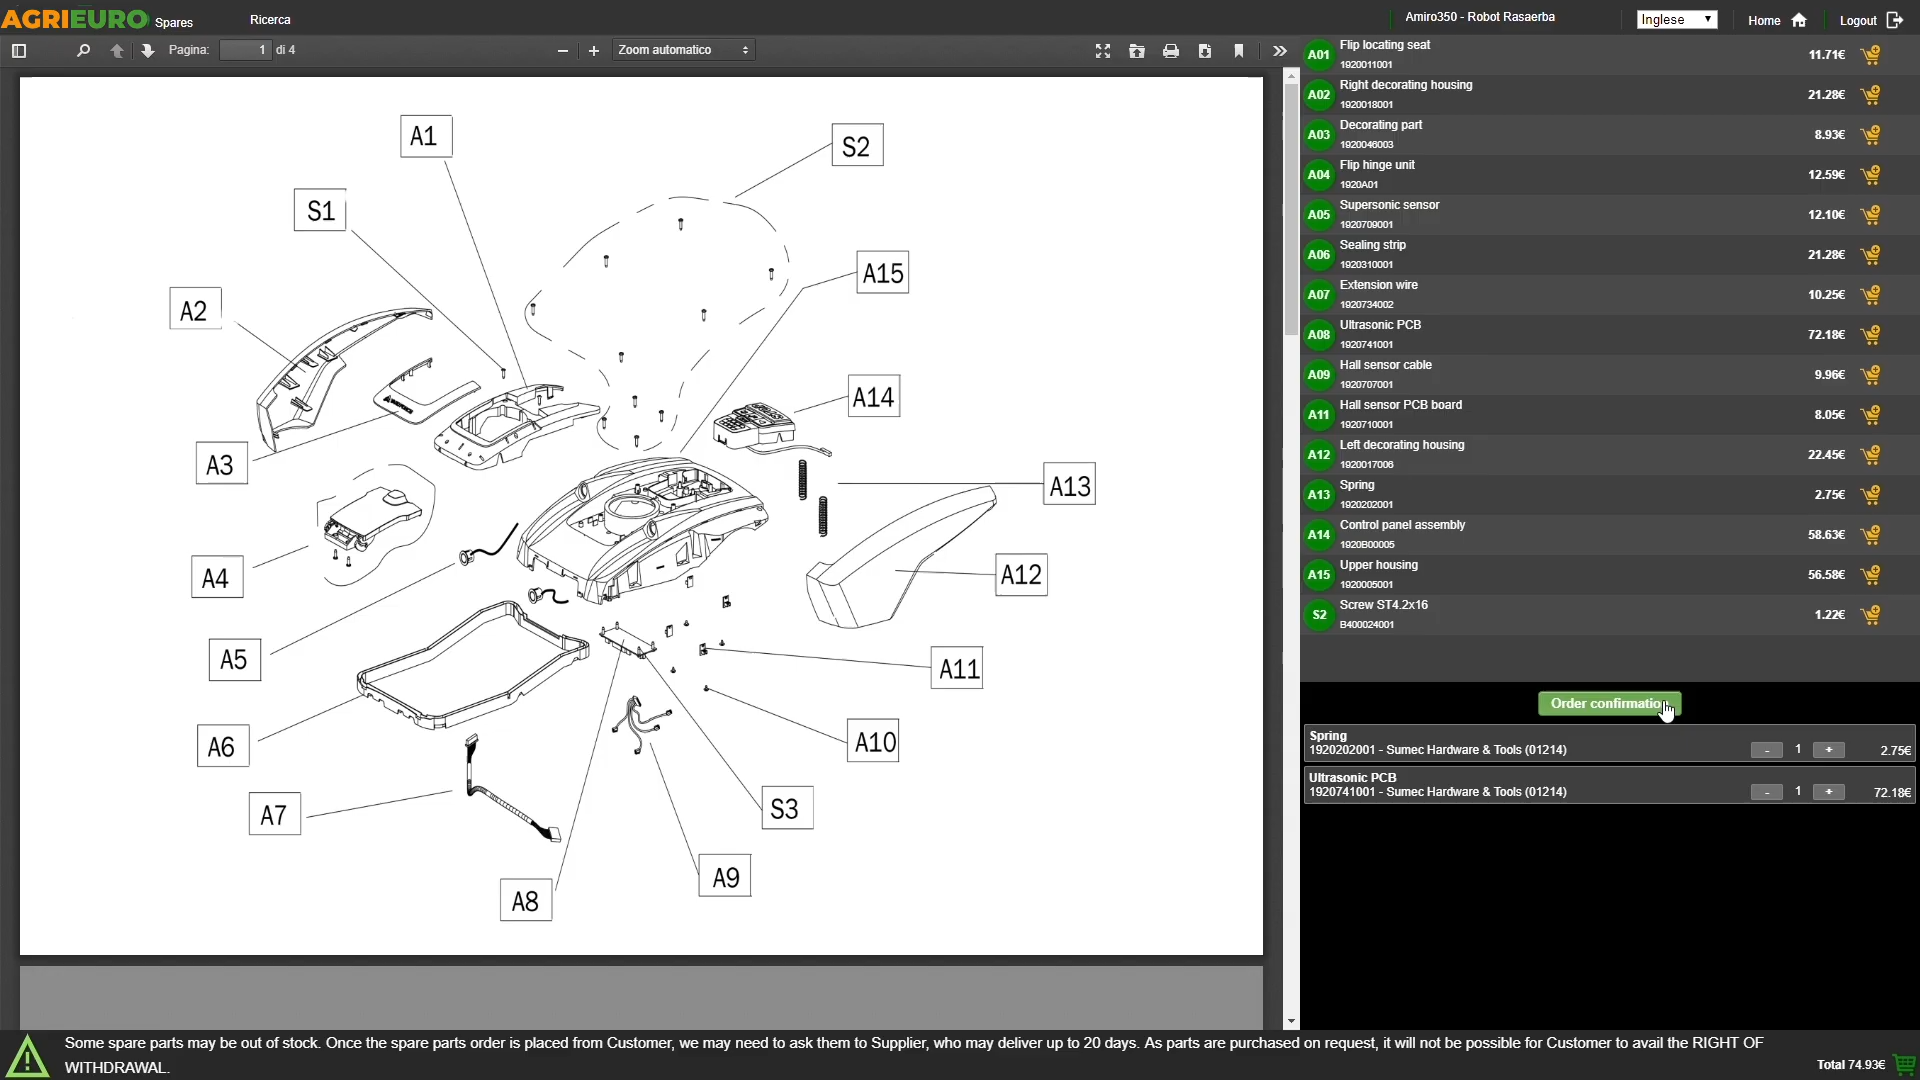 AGRIEURO Spares
Ricerca
Amiro350 - Robot Rasaerba
Inglese
Home
Logout
Pagina:
1
di 4
Zoom automatico
A1
S2
S1
A15
A2
A14
A3
A13
A4
A12
A5
A11
A6
A10
A7
S3
A9
A8
A01
Flip locating seat
1920011001
11.71€
A02
Right decorating housing
1920018001
21.28€
A03
Decorating part
1920046003
8.93€
A04
Flip hinge unit
1920A01
12.59€
A05
Supersonic sensor
1920709001
12.10€
A06
Sealing strip
1920310001
21.28€
A07
Extension wire
1920734002
10.25€
A08
Ultrasonic PCB
1920741001
72.18€
A09
Hall sensor cable
1920707001
9.96€
A11
Hall sensor PCB board
1920710001
8.05€
A12
Left decorating housing
1920017006
22.45€
A13
Spring
1920202001
2.75€
A14
Control panel assembly
1920B00005
58.63€
A15
Upper housing
1920005001
56.58€
S2
Screw ST4.2x16
B400024001
1.22€
Order confirmation
Spring
1920202001 - Sumec Hardware & Tools (01214)
- 1 + 2.75€
Ultrasonic PCB
1920741001 - Sumec Hardware & Tools (01214)
- 1 + 72.18€
Some spare parts may be out of stock. Once the spare parts order is placed from Customer, we may need to ask them to Supplier, who may deliver up to 20 days. As parts are purchased on request, it will not be possible for Customer to avail the RIGHT OF
WITHDRAWAL.
Total 74.93€